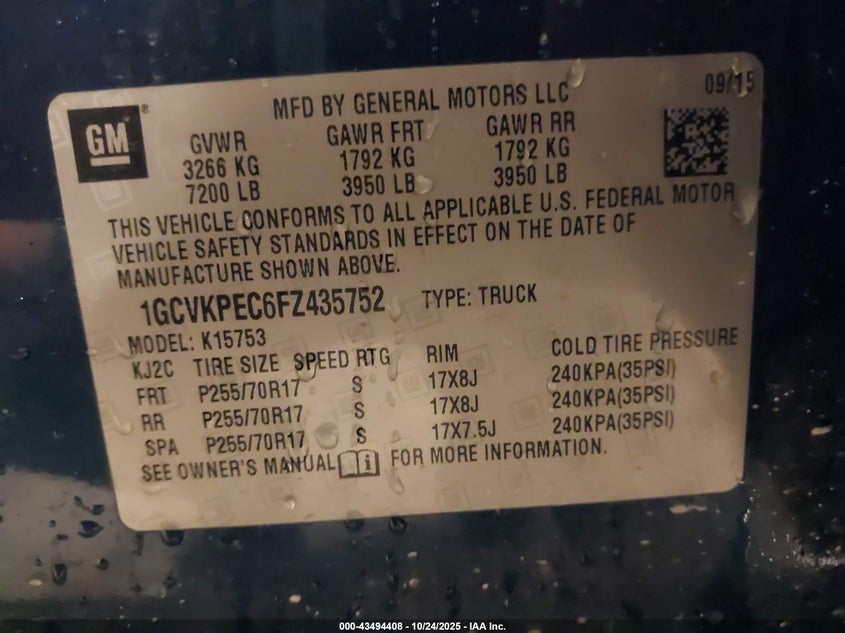 GM®
MFD BY GENERAL MOTORS LLC
09/15
GVWR GAWR FRT GAWR RR
3266 KG 1792 KG 1792 KG
7200 LB 3950 LB 3950 LB
THIS VEHICLE CONFORMS TO ALL APPLICABLE U.S. FEDERAL MOTOR
VEHICLE SAFETY STANDARDS IN EFFECT ON THE DATE OF
MANUFACTURE SHOWN ABOVE.
1GCVKPEC6FZ435752 TYPE: TRUCK
MODEL: K15753
KJ2C TIRE SIZE SPEED RTG RIM COLD TIRE PRESSURE
FRT P255/70R17 S 17X8J 240KPA(35PSI)
RR P255/70R17 S 17X8J 240KPA(35PSI)
SPA P255/70R17 S 17X7.5J 240KPA(35PSI)
SEE OWNER'S MANUAL FOR MORE INFORMATION.
000-43494408 - 10/24/2025 - IAA Inc.